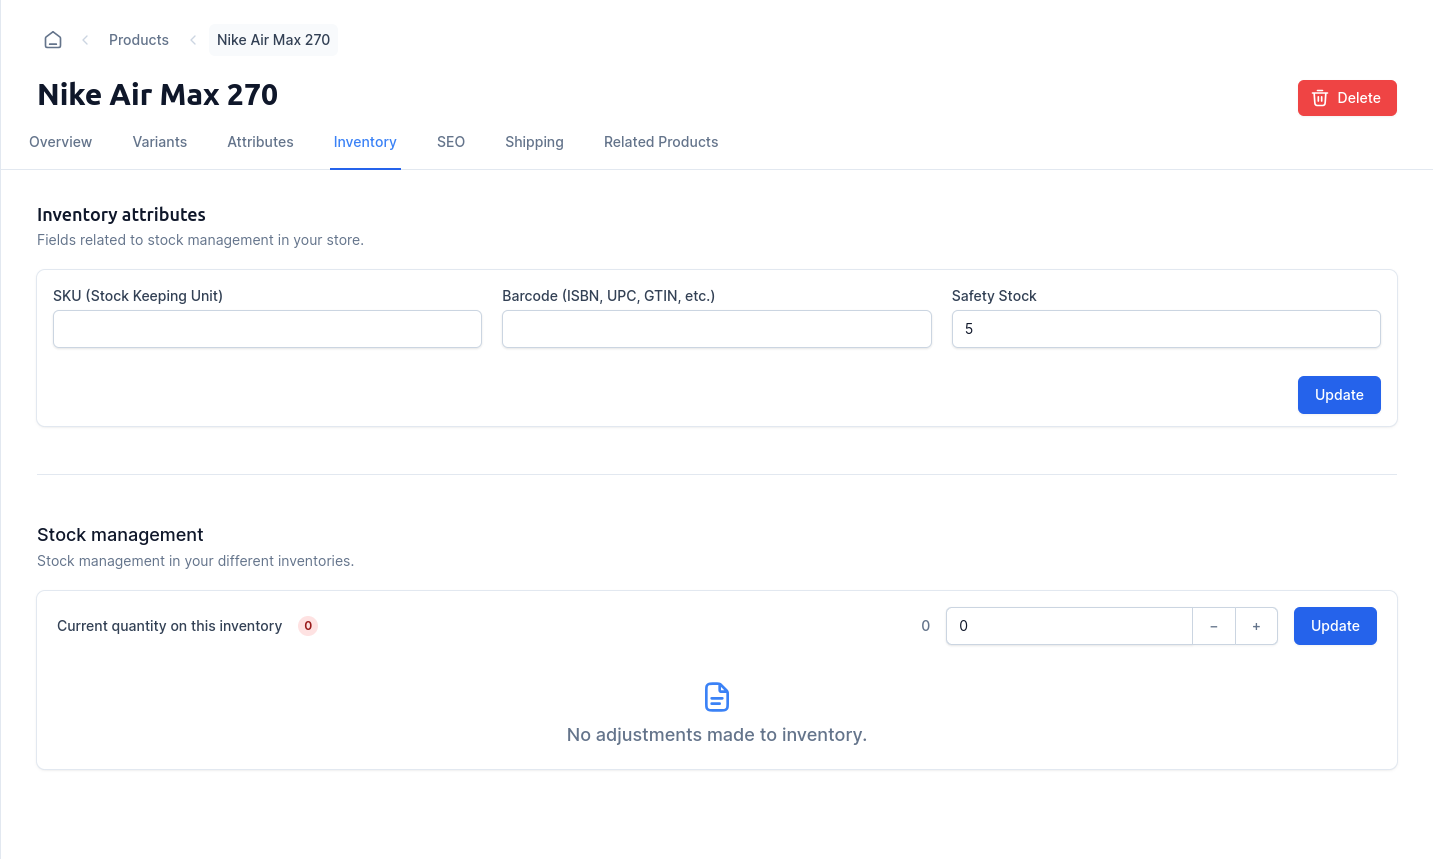 Products
Nike Air Max 270
Nike Air Max 270
Delete
Overview
Variants
Attributes
Inventory
SEO
Shipping
Related Products
Inventory attributes
Fields related to stock management in your store.
SKU (Stock Keeping Unit)
Barcode (ISBN, UPC, GTIN, etc.)
Safety Stock
5
Update
Stock management
Stock management in your different inventories.
Current quantity on this inventory
0
0
0
−
+
Update
No adjustments made to inventory.